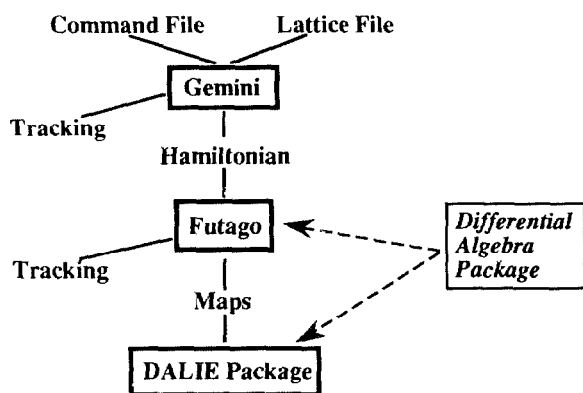 Command File
Lattice File
Gemini
Tracking
Hamiltonian
Futago
Differential
Algebra
Package
Tracking
Maps
DALIE Package